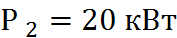 P ₂ = 20 кВт